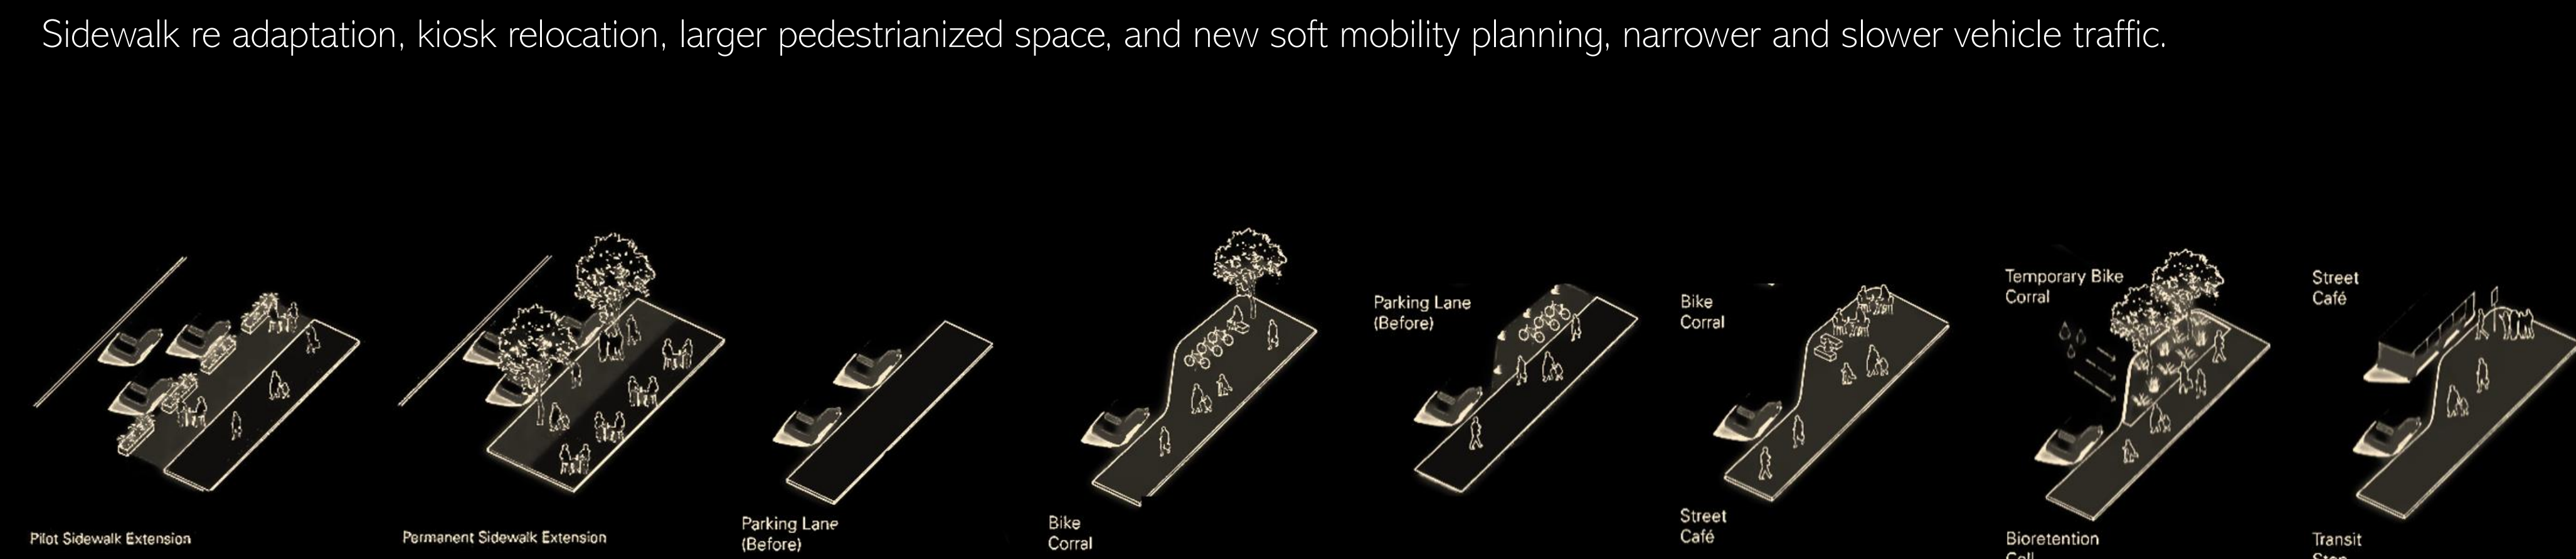 Sidewalk re adaptation, kiosk relocation, larger pedestrianized space, and new soft mobility planning, narrower and slower vehicle traffic.
Pilot Sidewalk Extension
Permanent Sidewalk Extension
Parking Lane
(Before)
Bike
Corral
Parking Lane
(Before)
Bike
Corral
Street
Café
Temporary Bike
Corral
Bioretention
Cell
Street
Café
Transit
Stop